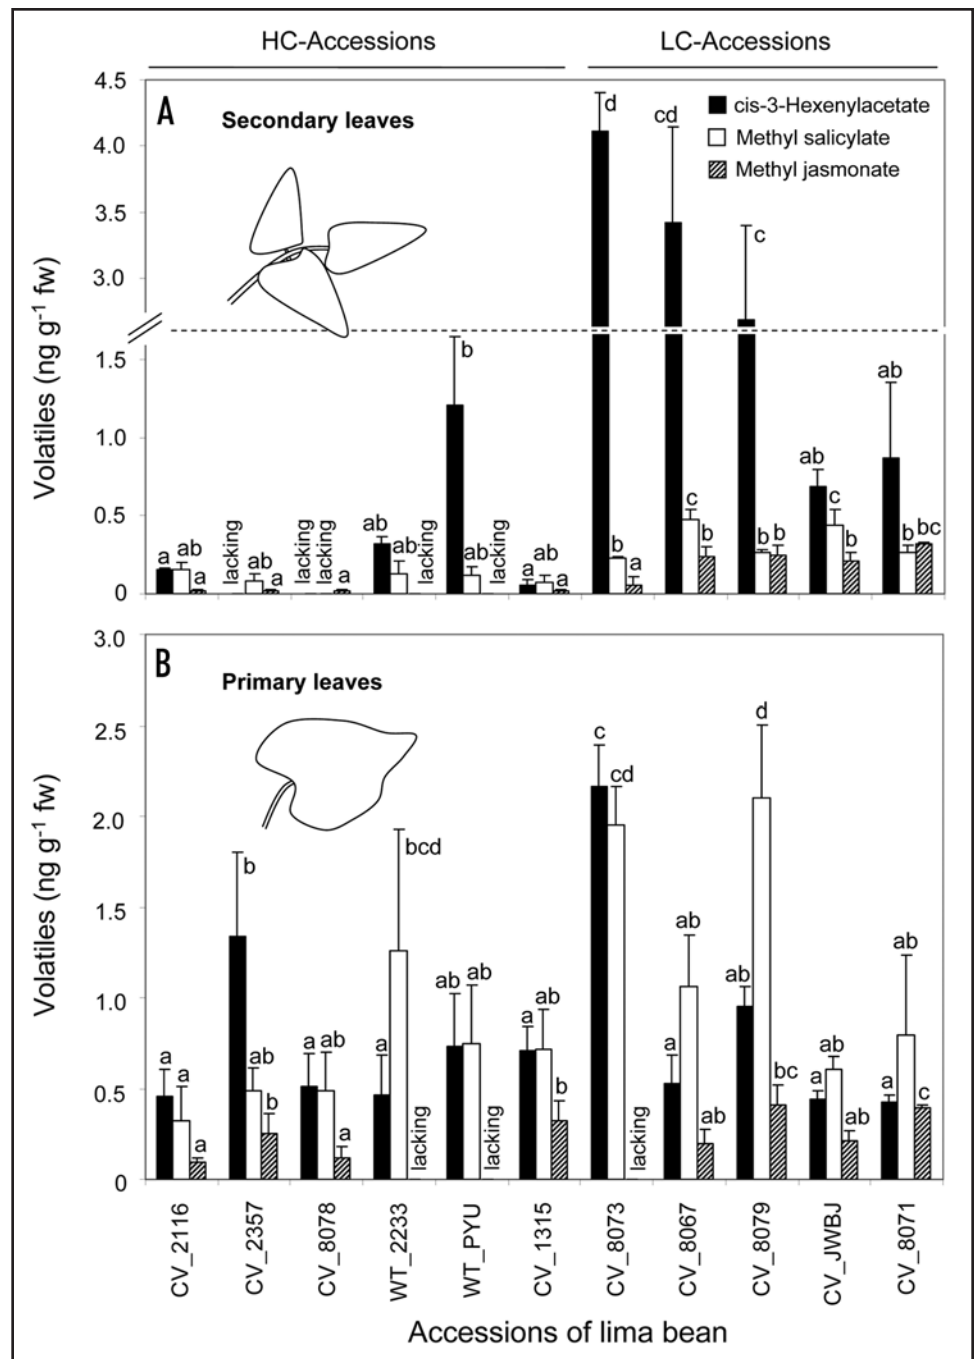 HC-Accessions LC-Accessions
A
Secondary leaves
cis-3-Hexenylacetate
Methyl salicylate
Methyl jasmonate
Volatiles (ng g⁻¹ fw)
4.5
4.0
3.5
3.0
1.5
1.0
0.5
0
a ab a
lacking ab a
lacking lacking a
ab ab lacking
b ab lacking
a ab a
d b a
cd c b
c b b
ab c b
ab b bc
B
Primary leaves
Volatiles (ng g⁻¹ fw)
3.0
2.5
2.0
1.5
1.0
0.5
0
a a a
b ab b
a ab a
a bcd lacking
ab ab lacking
a ab b
c cd lacking
a ab ab
ab d bc
a ab ab
a ab c
CV_2116
CV_2357
CV_8078
WT_2233
WT_PYU
CV_1315
CV_8073
CV_8067
CV_8079
CV_JWBJ
CV_8071
Accessions of lima bean